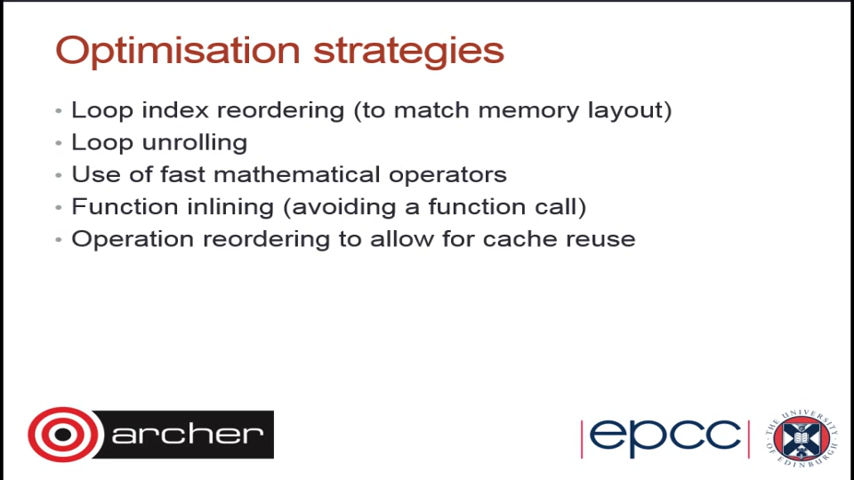 Optimisation strategies
• Loop index reordering (to match memory layout)
• Loop unrolling
• Use of fast mathematical operators
• Function inlining (avoiding a function call)
• Operation reordering to allow for cache reuse
archer
|epcc|
THE UNIVERSITY OF EDINBURGH